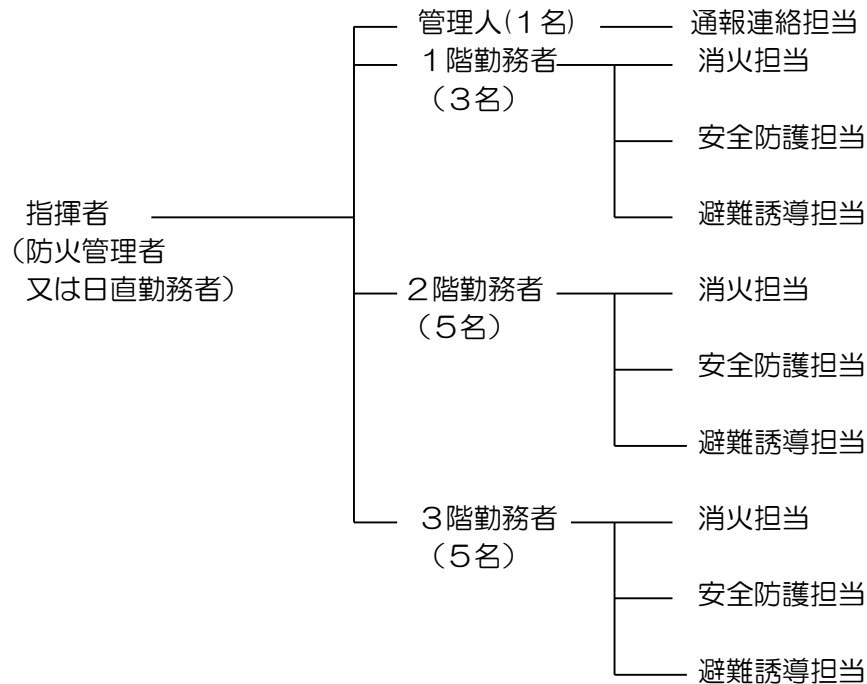 管理人(１名)
通報連絡担当
１階勤務者
（３名）
消火担当
安全防護担当
避難誘導担当
指揮者
（防火管理者
又は日直勤務者）
２階勤務者
（５名）
消火担当
安全防護担当
避難誘導担当
３階勤務者
（５名）
消火担当
安全防護担当
避難誘導担当